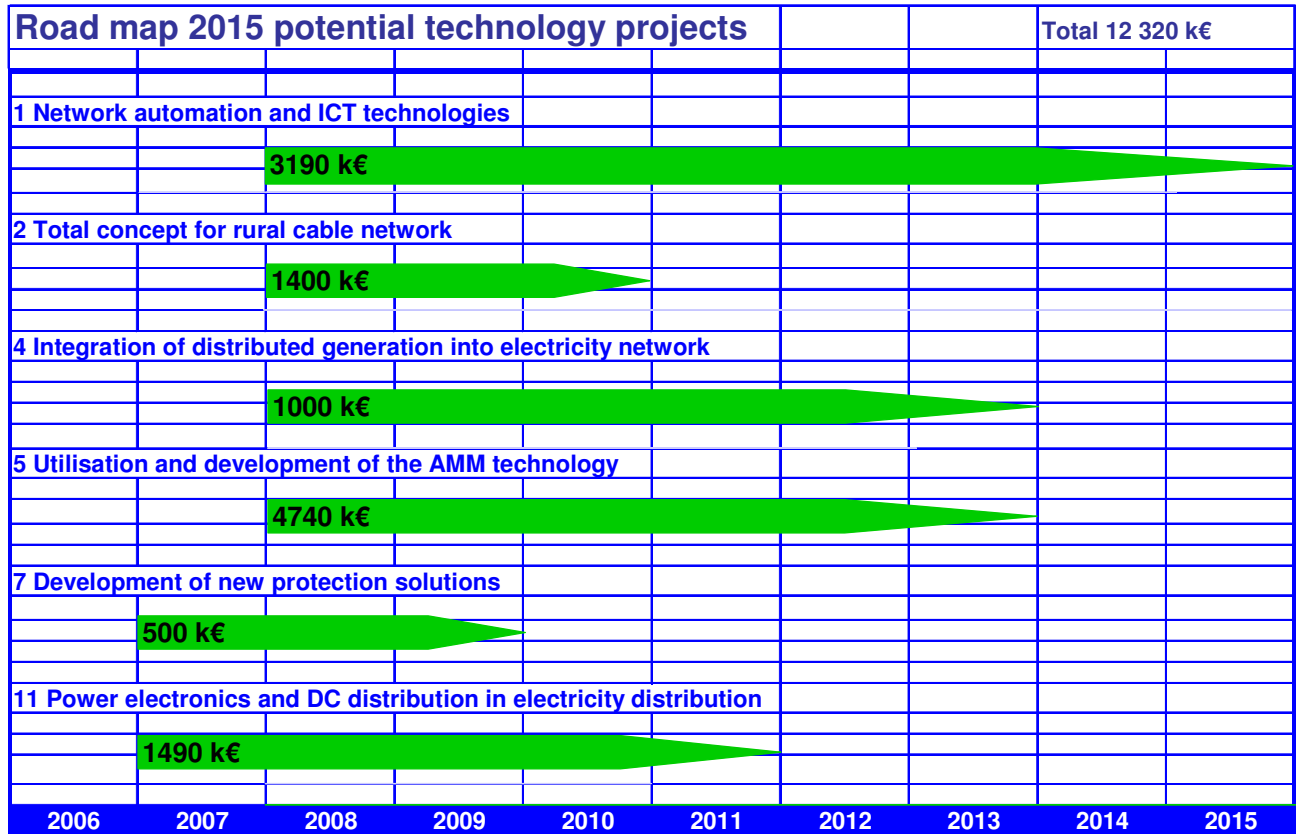 Road map 2015 potential technology projects
Total 12 320 k€
1 Network automation and ICT technologies
3190 k€
2 Total concept for rural cable network
1400 k€
4 Integration of distributed generation into electricity network
1000 k€
5 Utilisation and development of the AMM technology
4740 k€
7 Development of new protection solutions
500 k€
11 Power electronics and DC distribution in electricity distribution
1490 k€
2006 2007 2008 2009 2010 2011 2012 2013 2014 2015